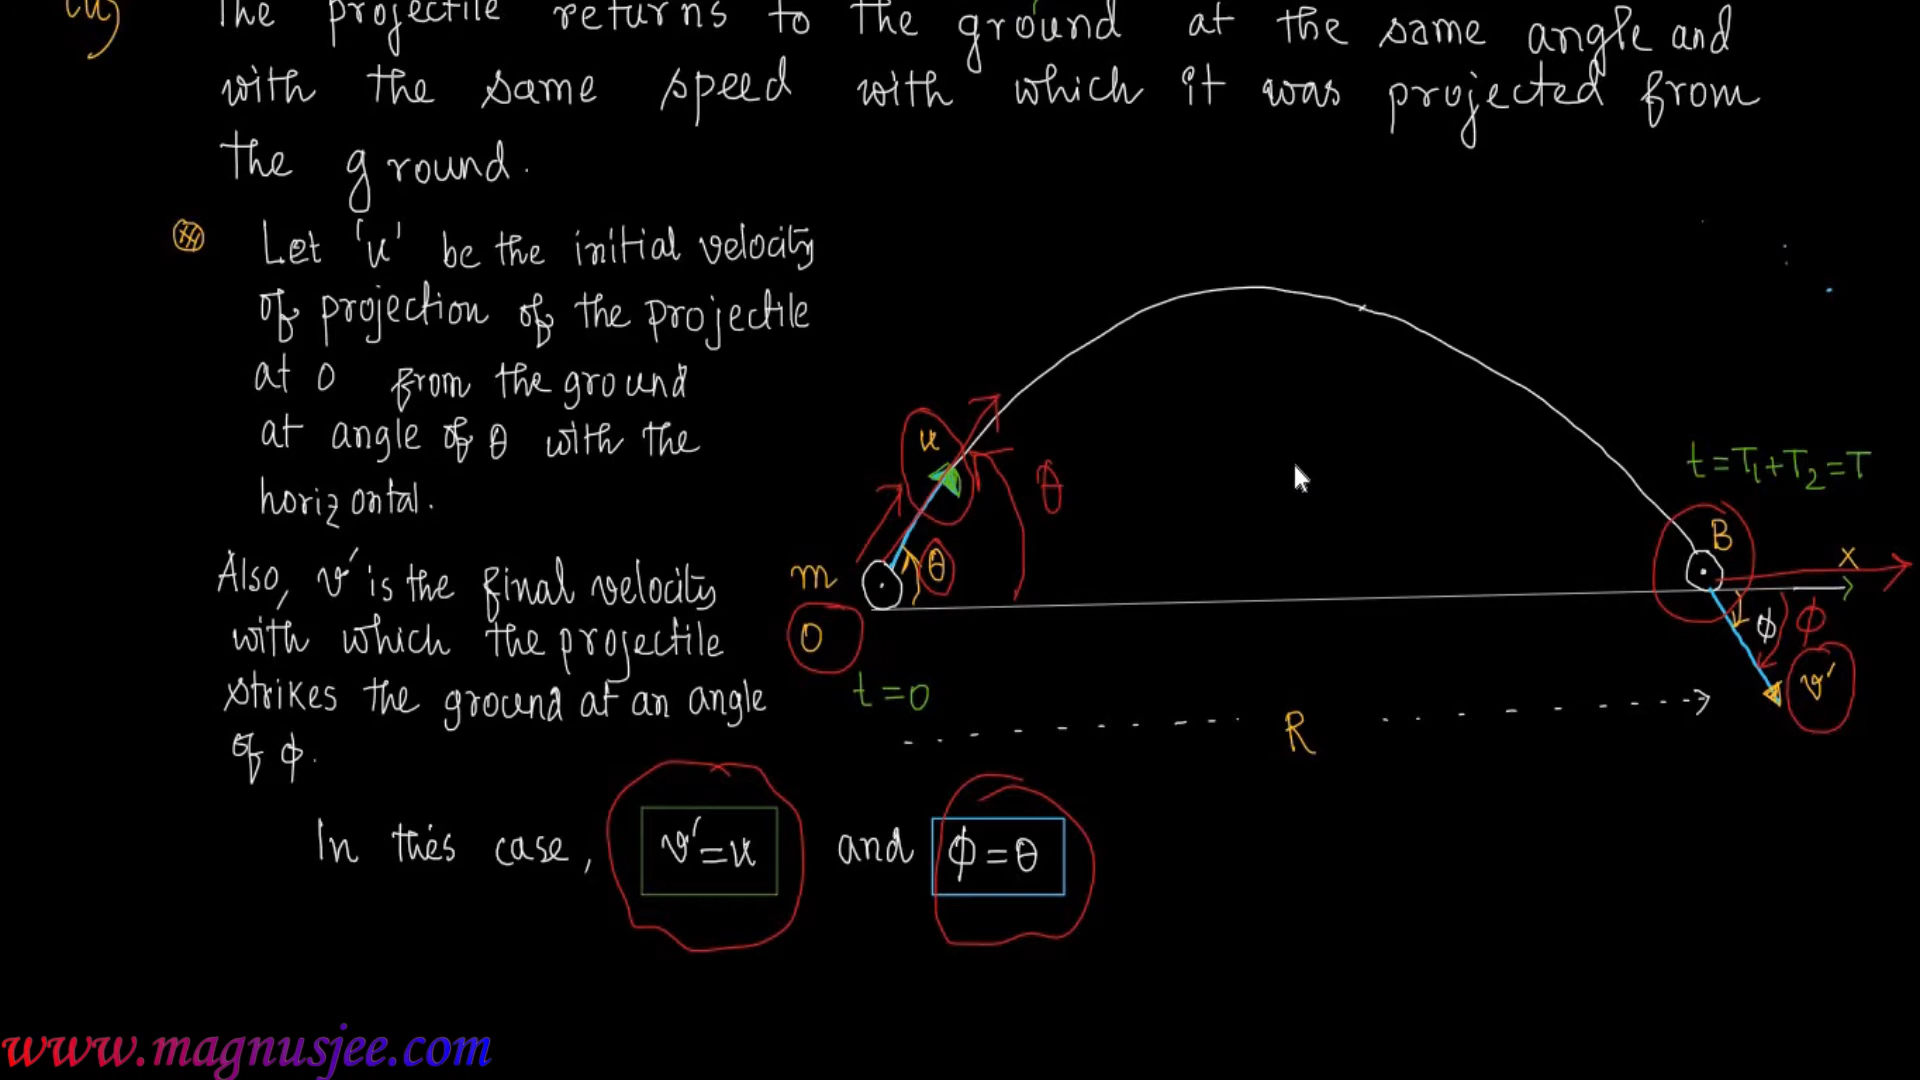 (ii) The projectile returns to the ground at the same angle and
with the same speed with which it was projected from
the ground.
Let 'u' be the initial velocity
of projection of the projectile
at O from the ground
at angle of θ with the
horizontal.
Also, v' is the final velocity
with which the projectile
strikes the ground at an angle
of ϕ.
In this case, v' = u and ϕ = θ
u
θ
θ
m
O
t = 0
R
t = T₁ + T₂ = T
B
X
ϕ
ϕ
v'
www.magnusjee.com